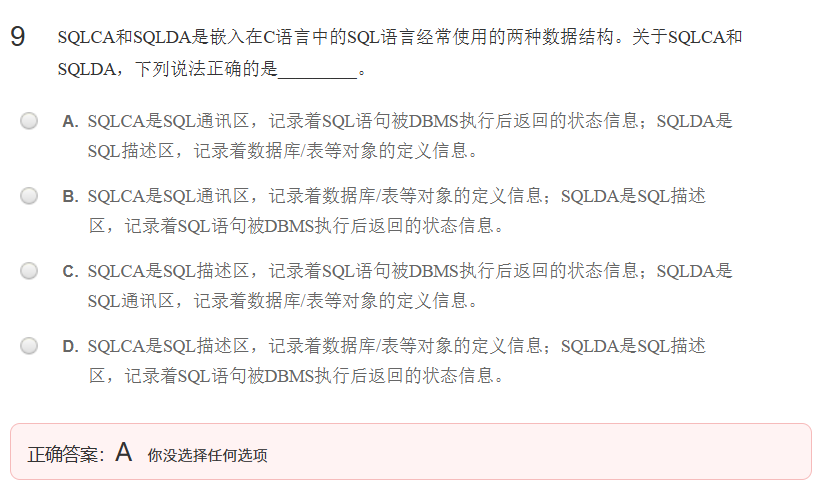 9 SQLCA和SQLDA是嵌入在C语言中的SQL语言经常使用的两种数据结构。关于SQLCA和
SQLDA，下列说法正确的是_________。
A. SQLCA是SQL通讯区，记录着SQL语句被DBMS执行后返回的状态信息；SQLDA是
SQL描述区，记录着数据库/表等对象的定义信息。
B. SQLCA是SQL通讯区，记录着数据库/表等对象的定义信息；SQLDA是SQL描述
区，记录着SQL语句被DBMS执行后返回的状态信息。
C. SQLCA是SQL描述区，记录着SQL语句被DBMS执行后返回的状态信息；SQLDA是
SQL通讯区，记录着数据库/表等对象的定义信息。
D. SQLCA是SQL描述区，记录着数据库/表等对象的定义信息；SQLDA是SQL描述
区，记录着SQL语句被DBMS执行后返回的状态信息。
正确答案：A 你没选择任何选项